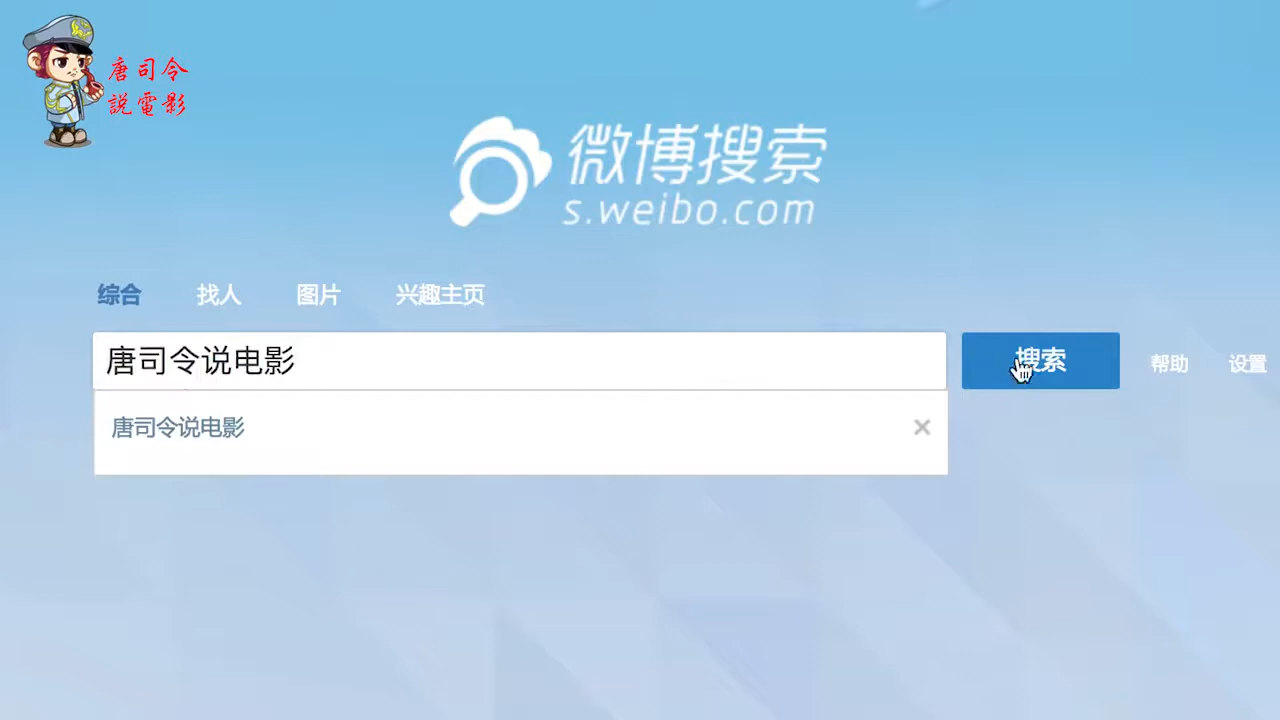 唐司令
說電影
微博搜索
s.weibo.com
综合 找人 图片 兴趣主页
唐司令说电影 搜索 帮助 设置
唐司令说电影